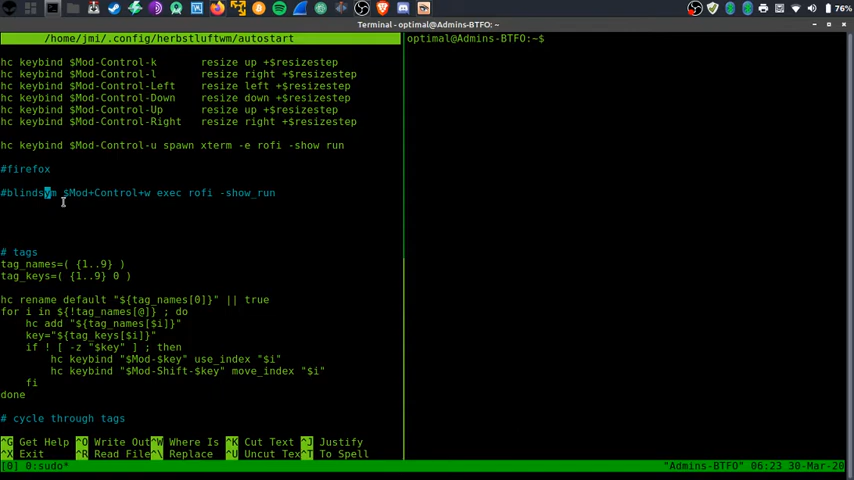 76%
Terminal - optimal@Admins-BTFO: ~
/home/jmi/.config/herbstluftwm/autostart
optimal@Admins-BTFO:~$
hc keybind $Mod-Control-k resize up +$resizestep
hc keybind $Mod-Control-l resize right +$resizestep
hc keybind $Mod-Control-Left resize left +$resizestep
hc keybind $Mod-Control-Down resize down +$resizestep
hc keybind $Mod-Control-Up resize up +$resizestep
hc keybind $Mod-Control-Right resize right +$resizestep
hc keybind $Mod-Control-u spawn xterm -e rofi -show run
#firefox
#blindsym $Mod+Control+w exec rofi -show_run
# tags
tag_names=( {1..9} )
tag_keys=( {1..9} 0 )
hc rename default "${tag_names[0]}" || true
for i in ${!tag_names[@]} ; do
hc add "${tag_names[$i]}"
key="${tag_keys[$i]}"
if ! [ -z "$key" ] ; then
hc keybind "$Mod-$key" use_index "$i"
hc keybind "$Mod-Shift-$key" move_index "$i"
fi
done
# cycle through tags
^G Get Help ^O Write Out ^W Where Is ^K Cut Text ^J Justify
^X Exit ^R Read File ^\ Replace ^U Uncut Tex ^T To Spell
[0] 0:sudo* "Admins-BTFO" 06:23 30-Mar-20